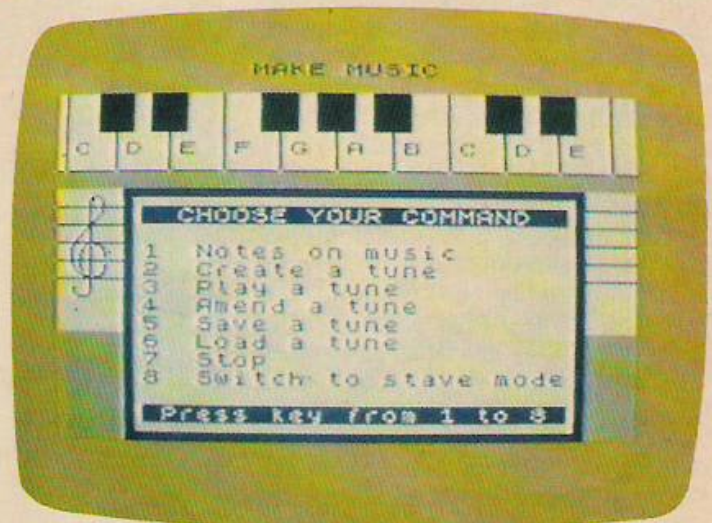 MAKE MUSIC
C D E F G A B C D E
CHOOSE YOUR COMMAND
1 Notes on music
2 Create a tune
3 Play a tune
4 Amend a tune
5 Save a tune
6 Load a tune
7 Stop
8 Switch to stave mode
Press key from 1 to 8